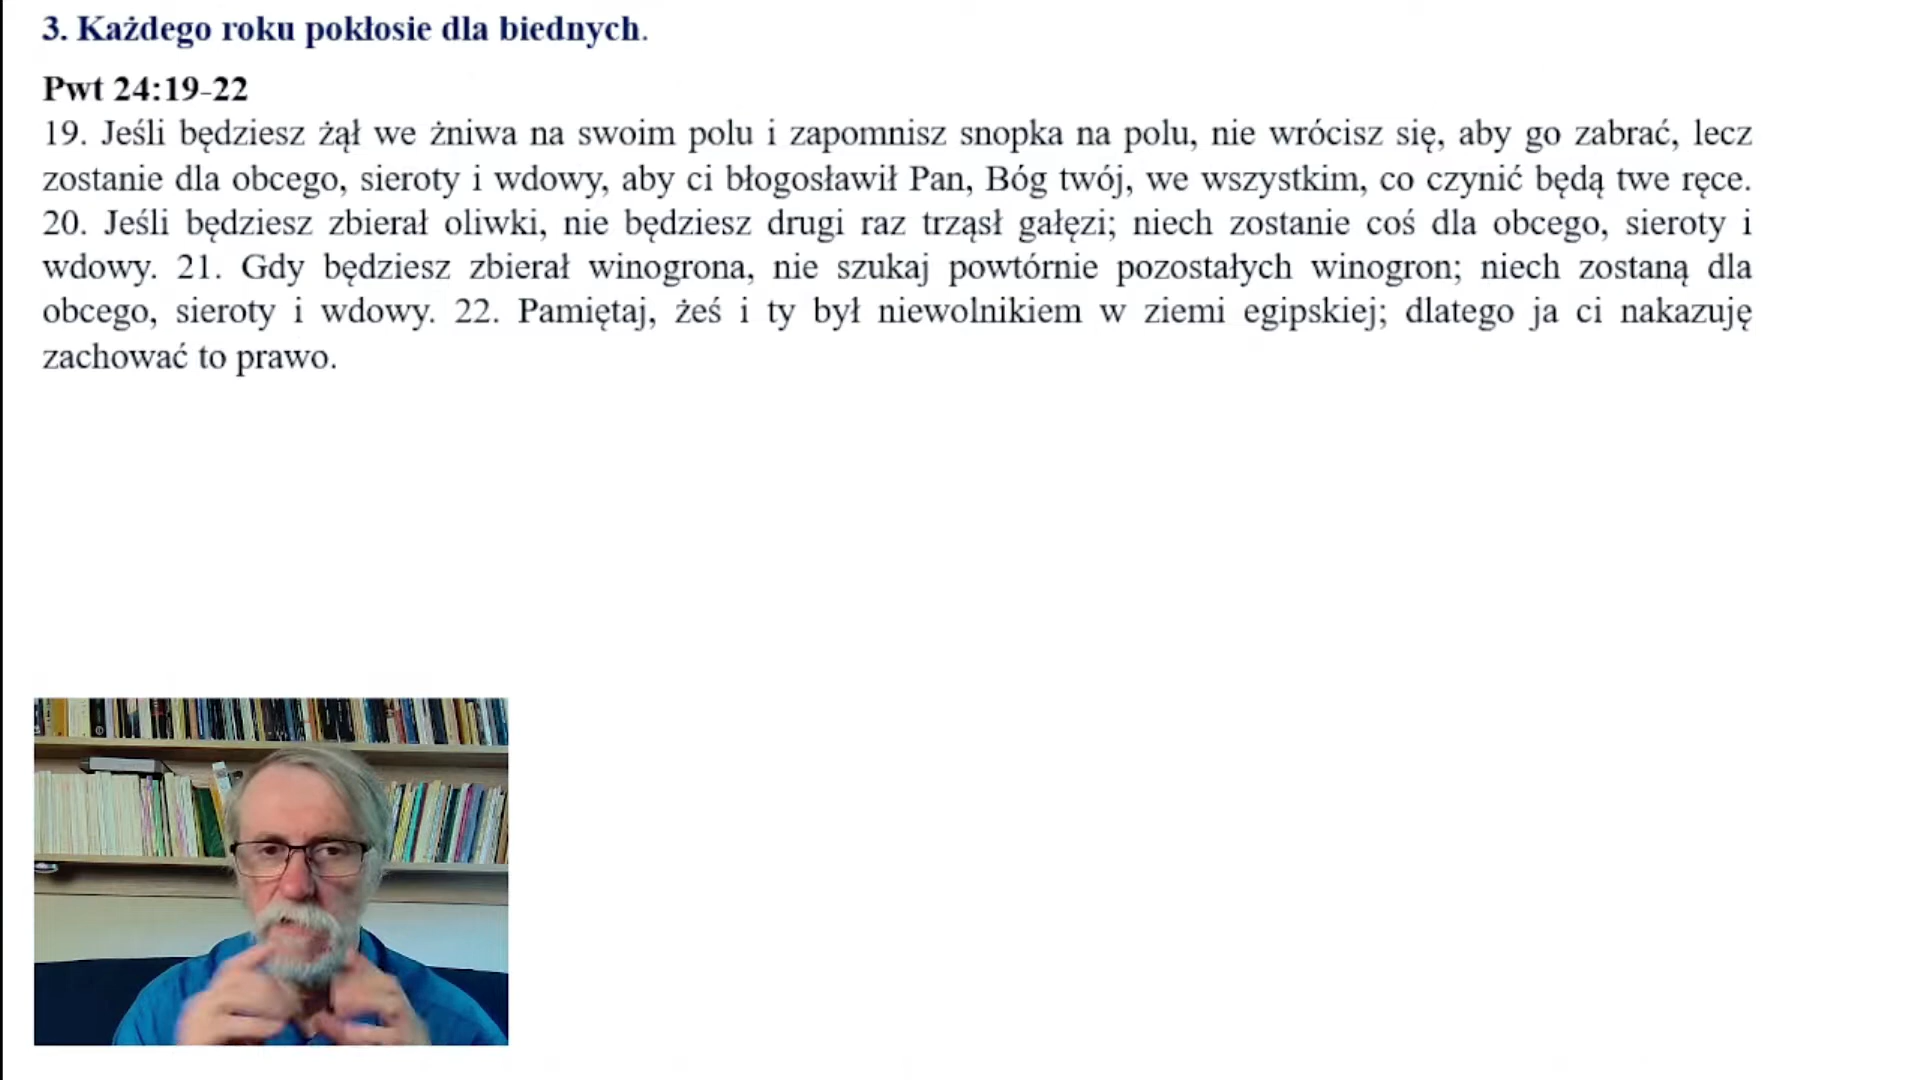 3. Każdego roku pokłosie dla biednych.
Pwt 24:19-22
19. Jeśli będziesz żął we żniwa na swoim polu i zapomnisz snopka na polu, nie wrócisz się, aby go zabrać, lecz
zostanie dla obcego, sieroty i wdowy, aby ci błogosławił Pan, Bóg twój, we wszystkim, co czynić będą twe ręce.
20. Jeśli będziesz zbierał oliwki, nie będziesz drugi raz trząsł gałęzi; niech zostanie coś dla obcego, sieroty i
wdowy. 21. Gdy będziesz zbierał winogrona, nie szukaj powtórnie pozostałych winogron; niech zostaną dla
obcego, sieroty i wdowy. 22. Pamiętaj, żeś i ty był niewolnikiem w ziemi egipskiej; dlatego ja ci nakazuję
zachować to prawo.